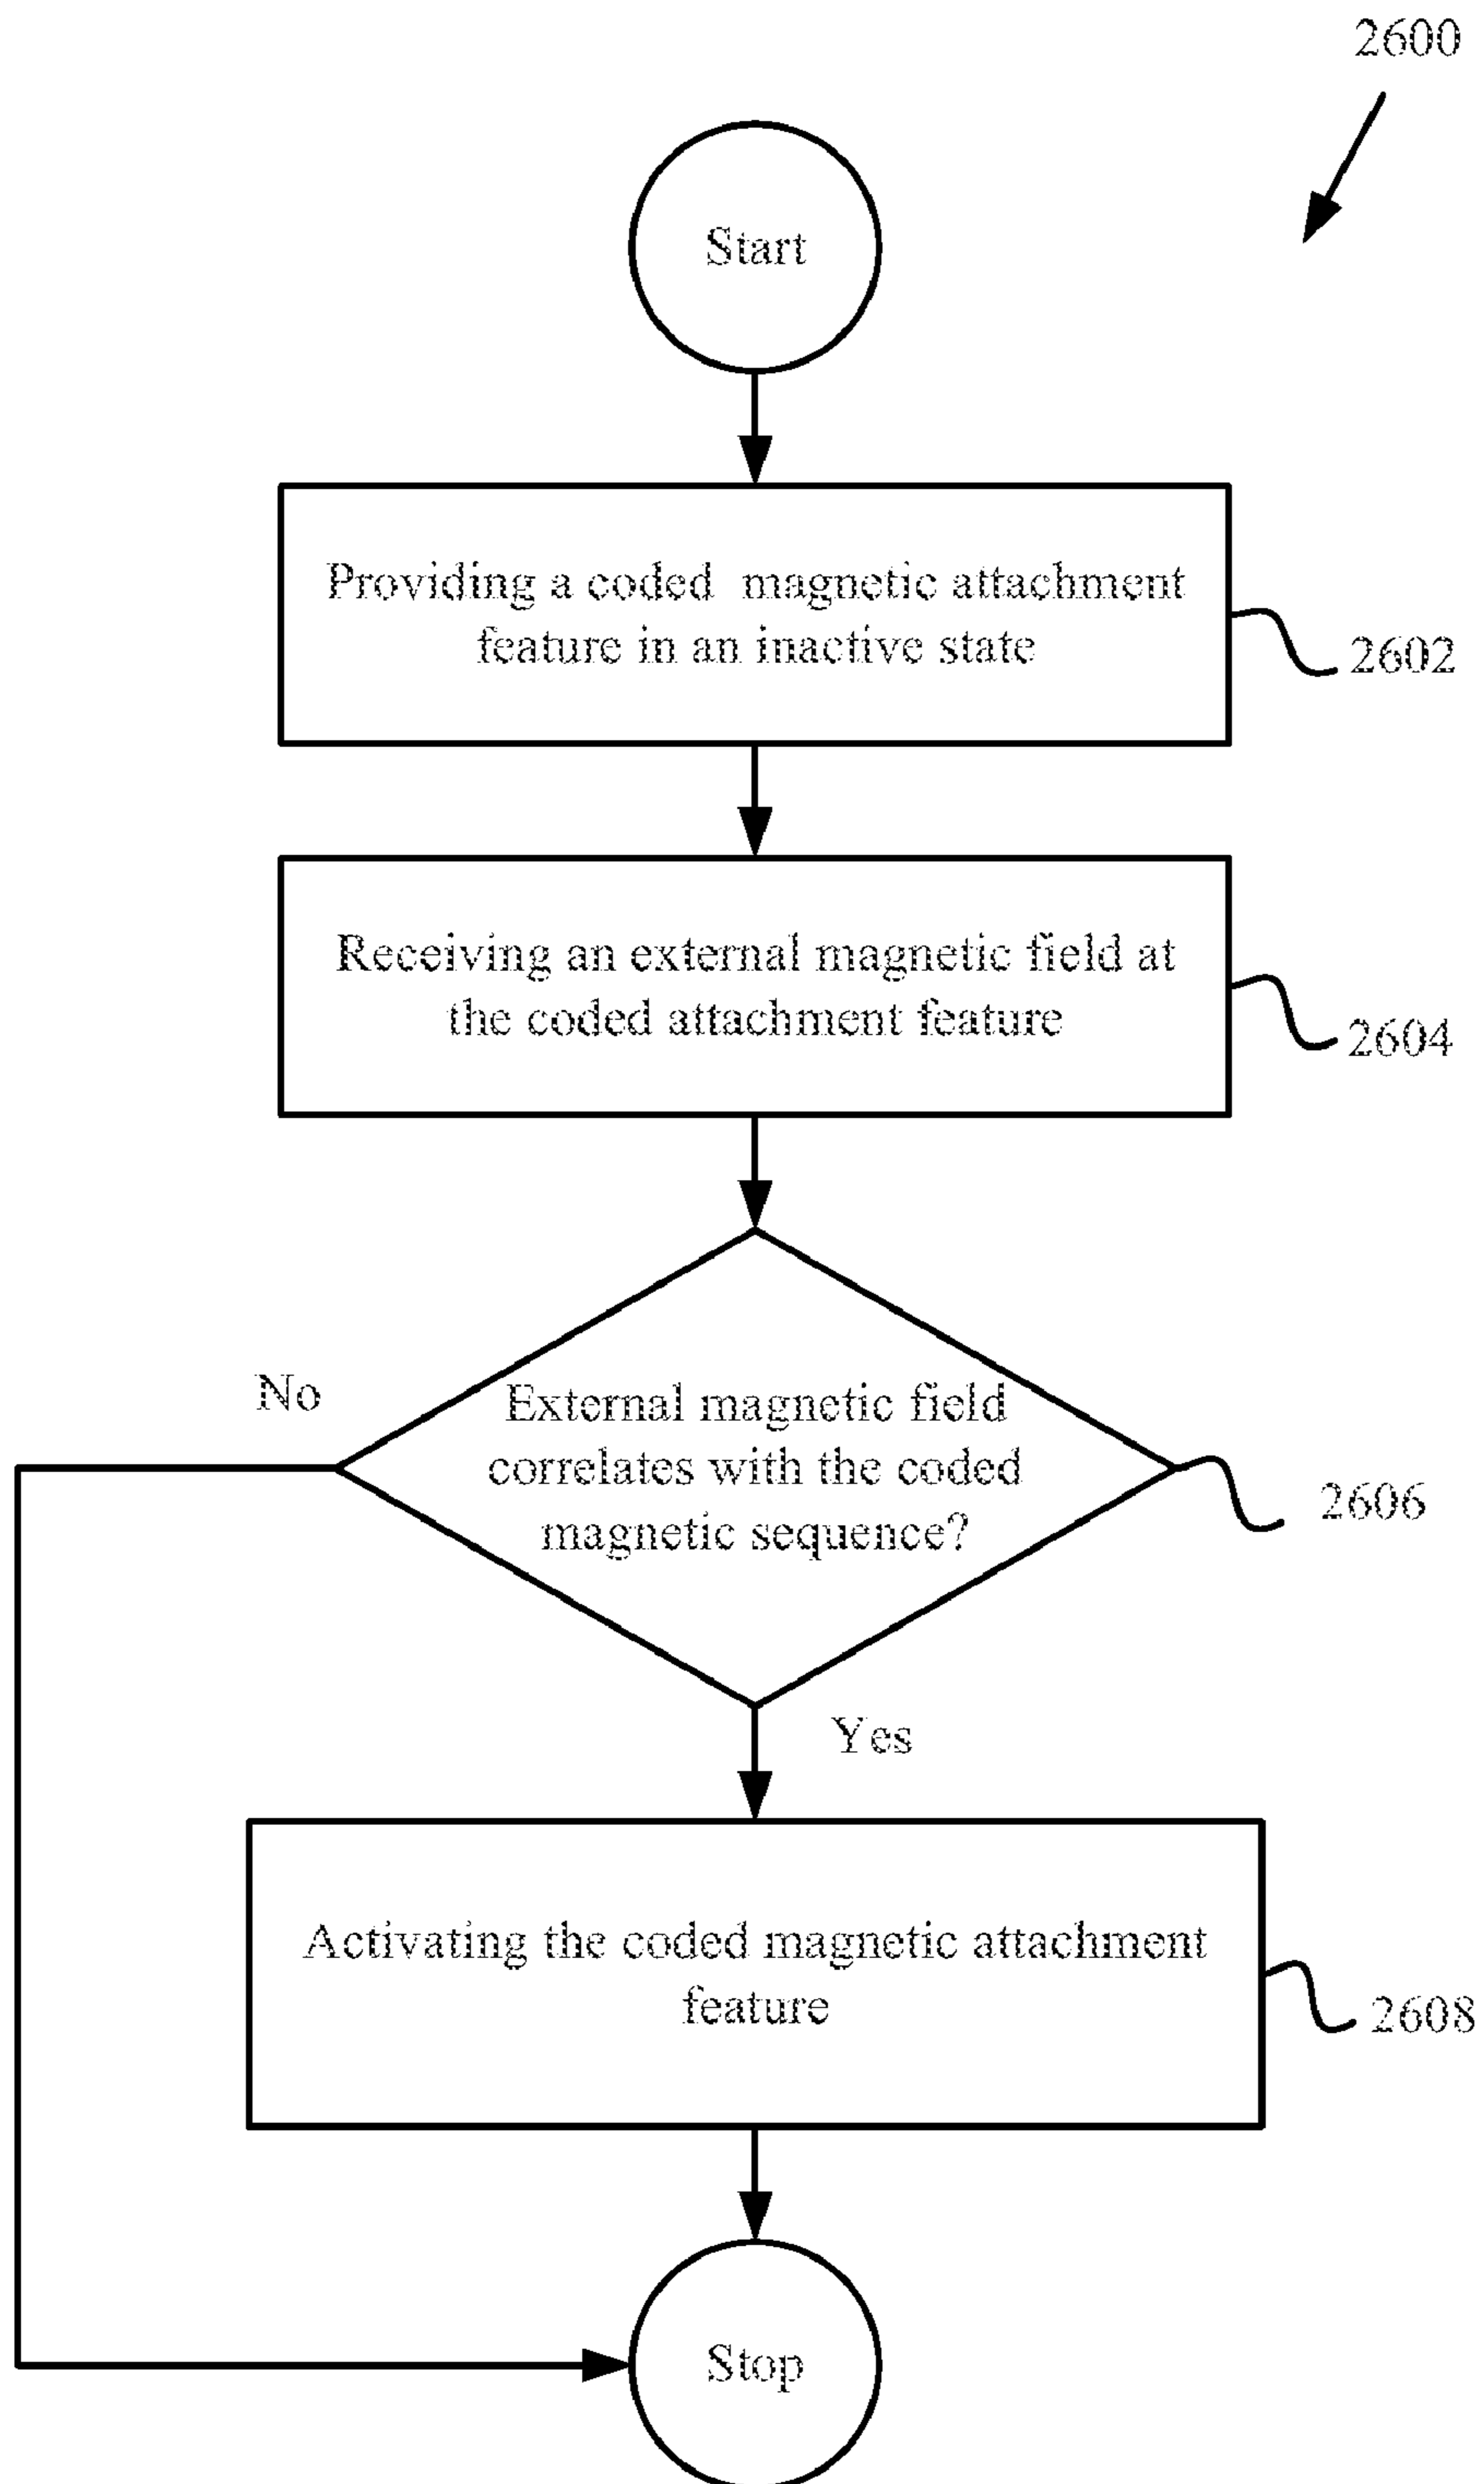 2600
Start
Providing a coded magnetic attachment
feature in an inactive state
2602
Receiving an external magnetic field at
the coded attachment feature
2604
No
External magnetic field
correlates with the coded
magnetic sequence?
2606
Yes
Activating the coded magnetic attachment
feature
2608
Stop